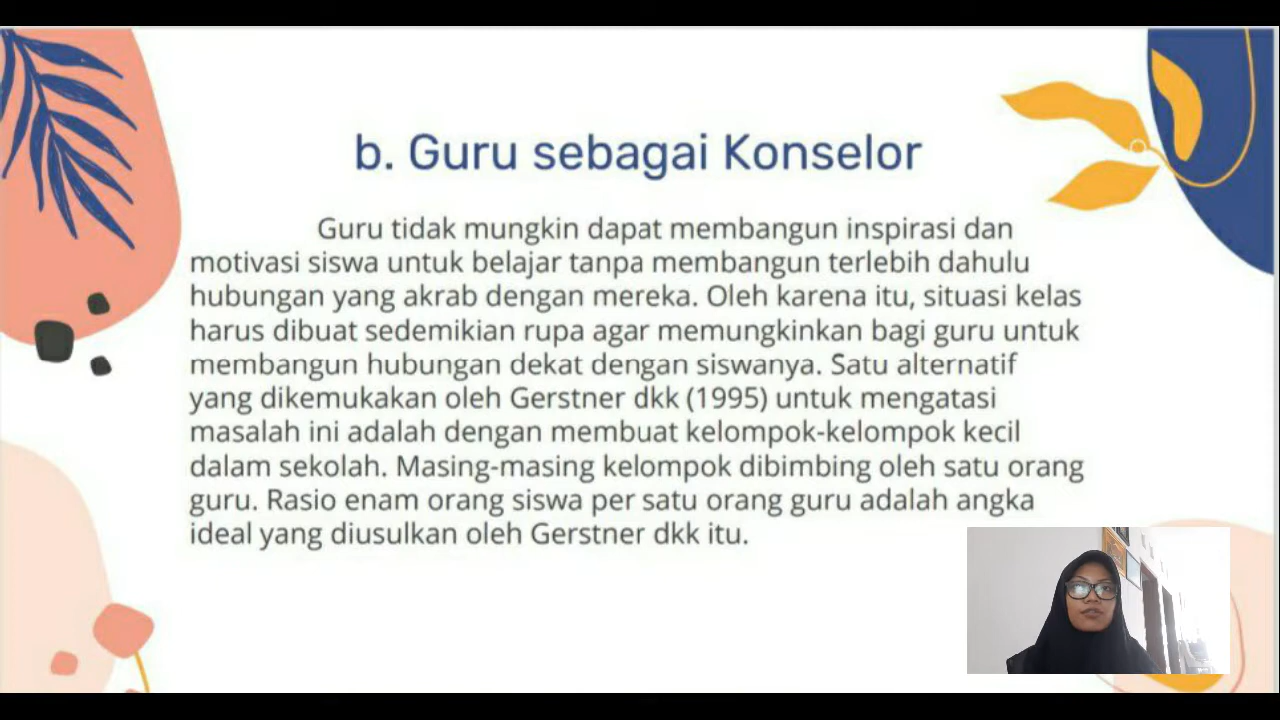 b. Guru sebagai Konselor
Guru tidak mungkin dapat membangun inspirasi dan
motivasi siswa untuk belajar tanpa membangun terlebih dahulu
hubungan yang akrab dengan mereka. Oleh karena itu, situasi kelas
harus dibuat sedemikian rupa agar memungkinkan bagi guru untuk
membangun hubungan dekat dengan siswanya. Satu alternatif
yang dikemukakan oleh Gerstner dkk (1995) untuk mengatasi
masalah ini adalah dengan membuat kelompok-kelompok kecil
dalam sekolah. Masing-masing kelompok dibimbing oleh satu orang
guru. Rasio enam orang siswa per satu orang guru adalah angka
ideal yang diusulkan oleh Gerstner dkk itu.